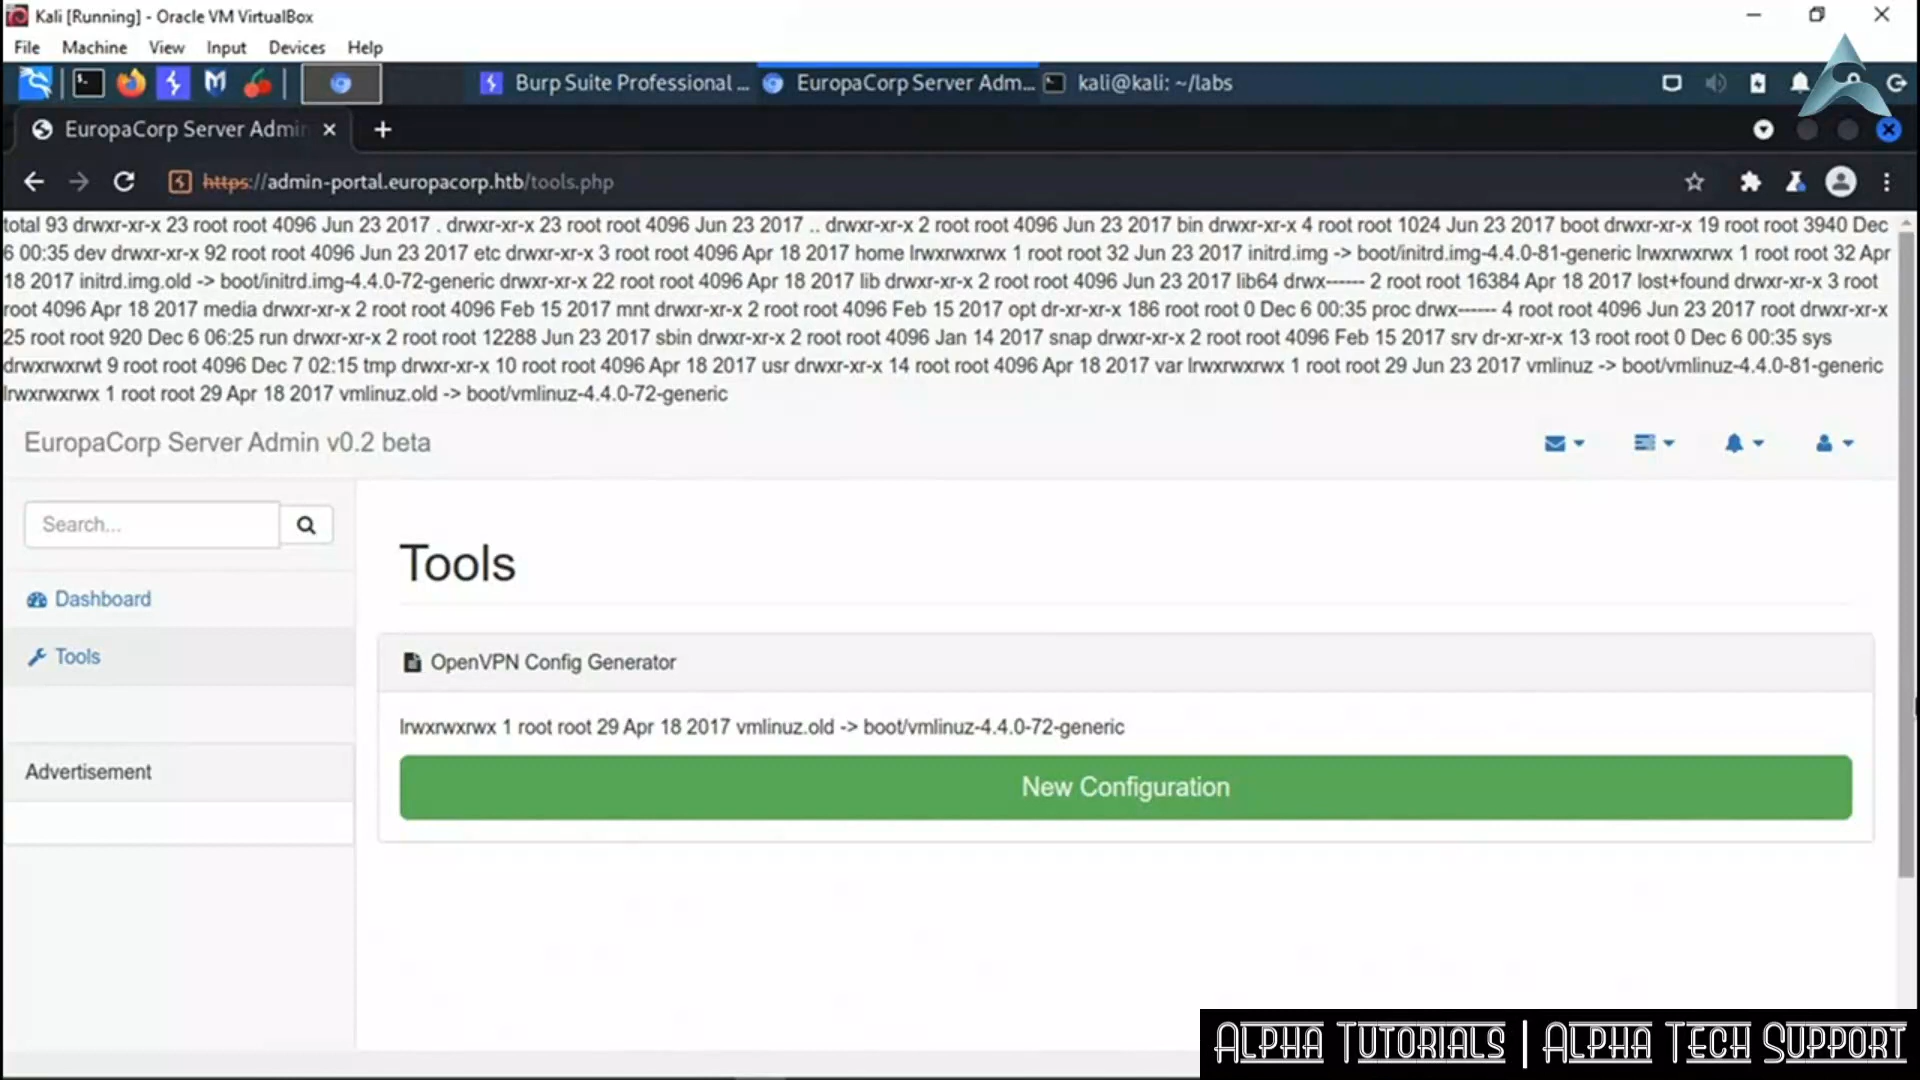 Kali [Running] - Oracle VM VirtualBox
File Machine View Input Devices Help
Burp Suite Professional ... EuropaCorp Server Adm... kali@kali: ~/labs
EuropaCorp Server Admin
https://admin-portal.europacorp.htb/tools.php
total 93 drwxr-xr-x 23 root root 4096 Jun 23 2017 . drwxr-xr-x 23 root root 4096 Jun 23 2017 .. drwxr-xr-x 2 root root 4096 Jun 23 2017 bin drwxr-xr-x 4 root root 1024 Jun 23 2017 boot drwxr-xr-x 19 root root 3940 Dec
6 00:35 dev drwxr-xr-x 92 root root 4096 Jun 23 2017 etc drwxr-xr-x 3 root root 4096 Apr 18 2017 home lrwxrwxrwx 1 root root 32 Jun 23 2017 initrd.img -> boot/initrd.img-4.4.0-81-generic lrwxrwxrwx 1 root root 32 Apr
18 2017 initrd.img.old -> boot/initrd.img-4.4.0-72-generic drwxr-xr-x 22 root root 4096 Apr 18 2017 lib drwxr-xr-x 2 root root 4096 Jun 23 2017 lib64 drwx------ 2 root root 16384 Apr 18 2017 lost+found drwxr-xr-x 3 root
root 4096 Apr 18 2017 media drwxr-xr-x 2 root root 4096 Feb 15 2017 mnt drwxr-xr-x 2 root root 4096 Feb 15 2017 opt dr-xr-xr-x 186 root root 0 Dec 6 00:35 proc drwx------ 4 root root 4096 Jun 23 2017 root drwxr-xr-x
25 root root 920 Dec 6 06:25 run drwxr-xr-x 2 root root 12288 Jun 23 2017 sbin drwxr-xr-x 2 root root 4096 Jan 14 2017 snap drwxr-xr-x 2 root root 4096 Feb 15 2017 srv dr-xr-xr-x 13 root root 0 Dec 6 00:35 sys
drwxrwxrwt 9 root root 4096 Dec 7 02:15 tmp drwxr-xr-x 10 root root 4096 Apr 18 2017 usr drwxr-xr-x 14 root root 4096 Apr 18 2017 var lrwxrwxrwx 1 root root 29 Jun 23 2017 vmlinuz -> boot/vmlinuz-4.4.0-81-generic
lrwxrwxrwx 1 root root 29 Apr 18 2017 vmlinuz.old -> boot/vmlinuz-4.4.0-72-generic
EuropaCorp Server Admin v0.2 beta
Search...
Tools
Dashboard
Tools
OpenVPN Config Generator
lrwxrwxrwx 1 root root 29 Apr 18 2017 vmlinuz.old -> boot/vmlinuz-4.4.0-72-generic
Advertisement
New Configuration
Alpha Tutorials | Alpha Tech Support